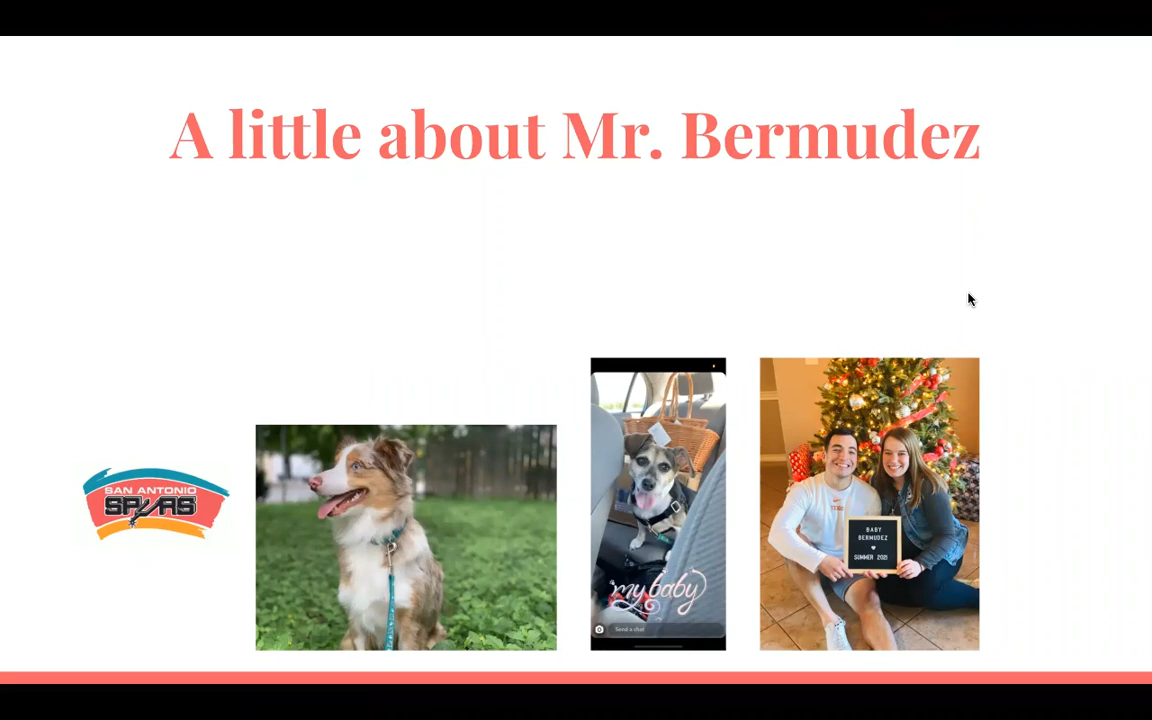 A little about Mr. Bermudez
SAN ANTONIO
SPURS
my baby
Send a chat
BABY
BERMUDEZ
SUMMER 2021